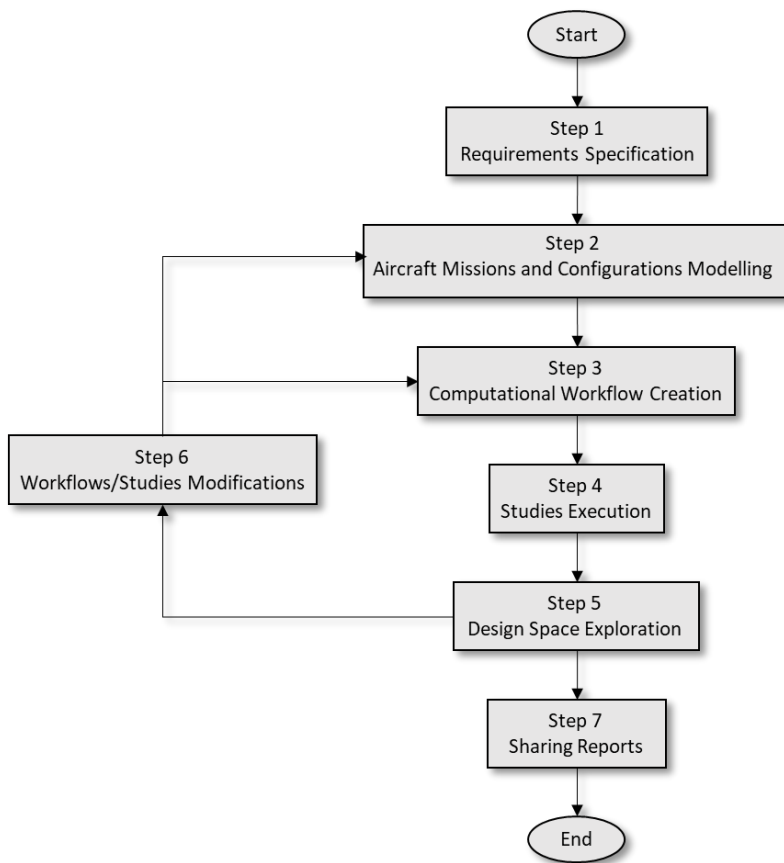 Start
Step 1
Requirements Specification
Step 2
Aircraft Missions and Configurations Modelling
Step 3
Computational Workflow Creation
Step 6
Workflows/Studies Modifications
Step 4
Studies Execution
Step 5
Design Space Exploration
Step 7
Sharing Reports
End